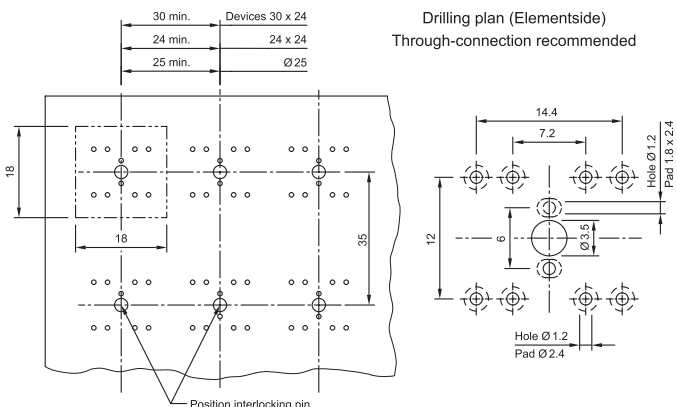 30 min.
Devices 30 x 24
24 min.
24 x 24
25 min.
Ø 25
Drilling plan (Elementside)
Through-connection recommended
18
18
35
Position interlocking pin
14.4
7.2
12
6
Ø 3.5
Hole Ø 1.2
Pad 1.8 x 2.4
Hole Ø 1.2
Pad Ø 2.4